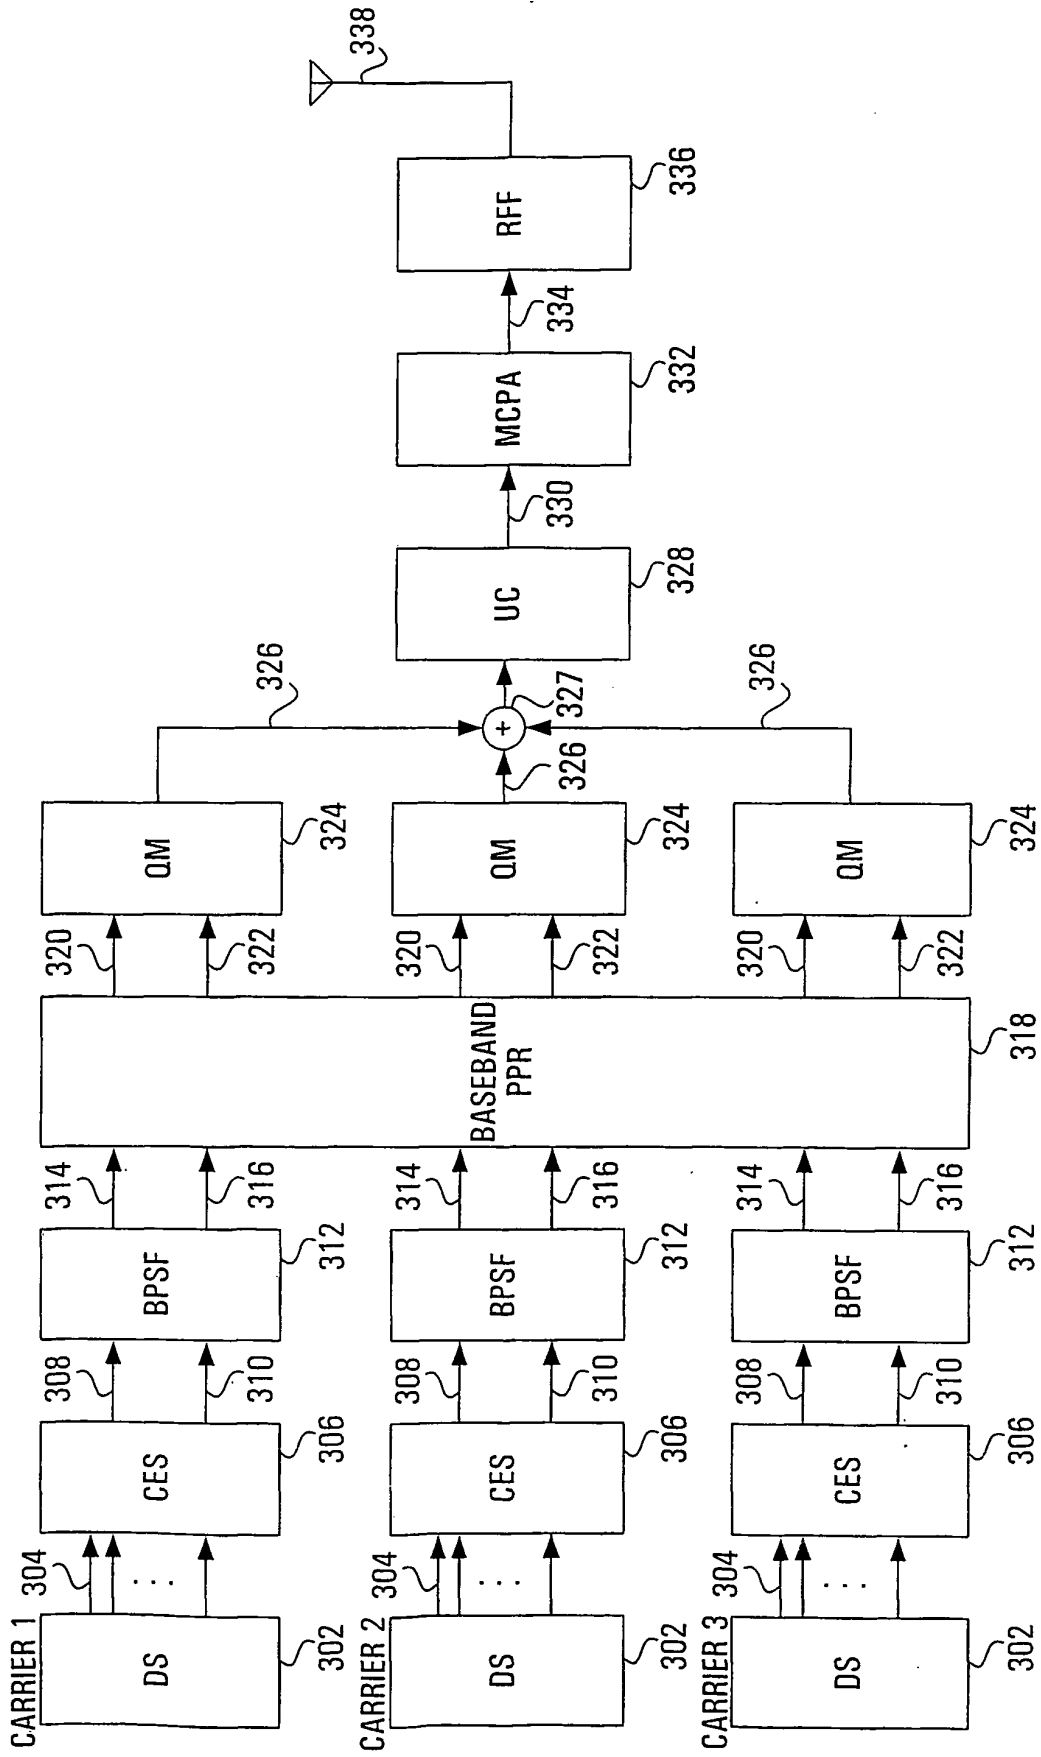 CARRIER 1
DS
302
304
. . .
CES
306
308
310
BPSF
312
314
316
CARRIER 2
DS
302
304
. . .
CES
306
308
310
BPSF
312
314
316
CARRIER 3
DS
302
304
. . .
CES
306
308
310
BPSF
312
314
316
BASEBAND
PPR
318
320
322
QM
324
326
320
322
QM
324
326
320
322
QM
324
326
+
327
UC
328
330
MCPA
332
334
RFF
336
338